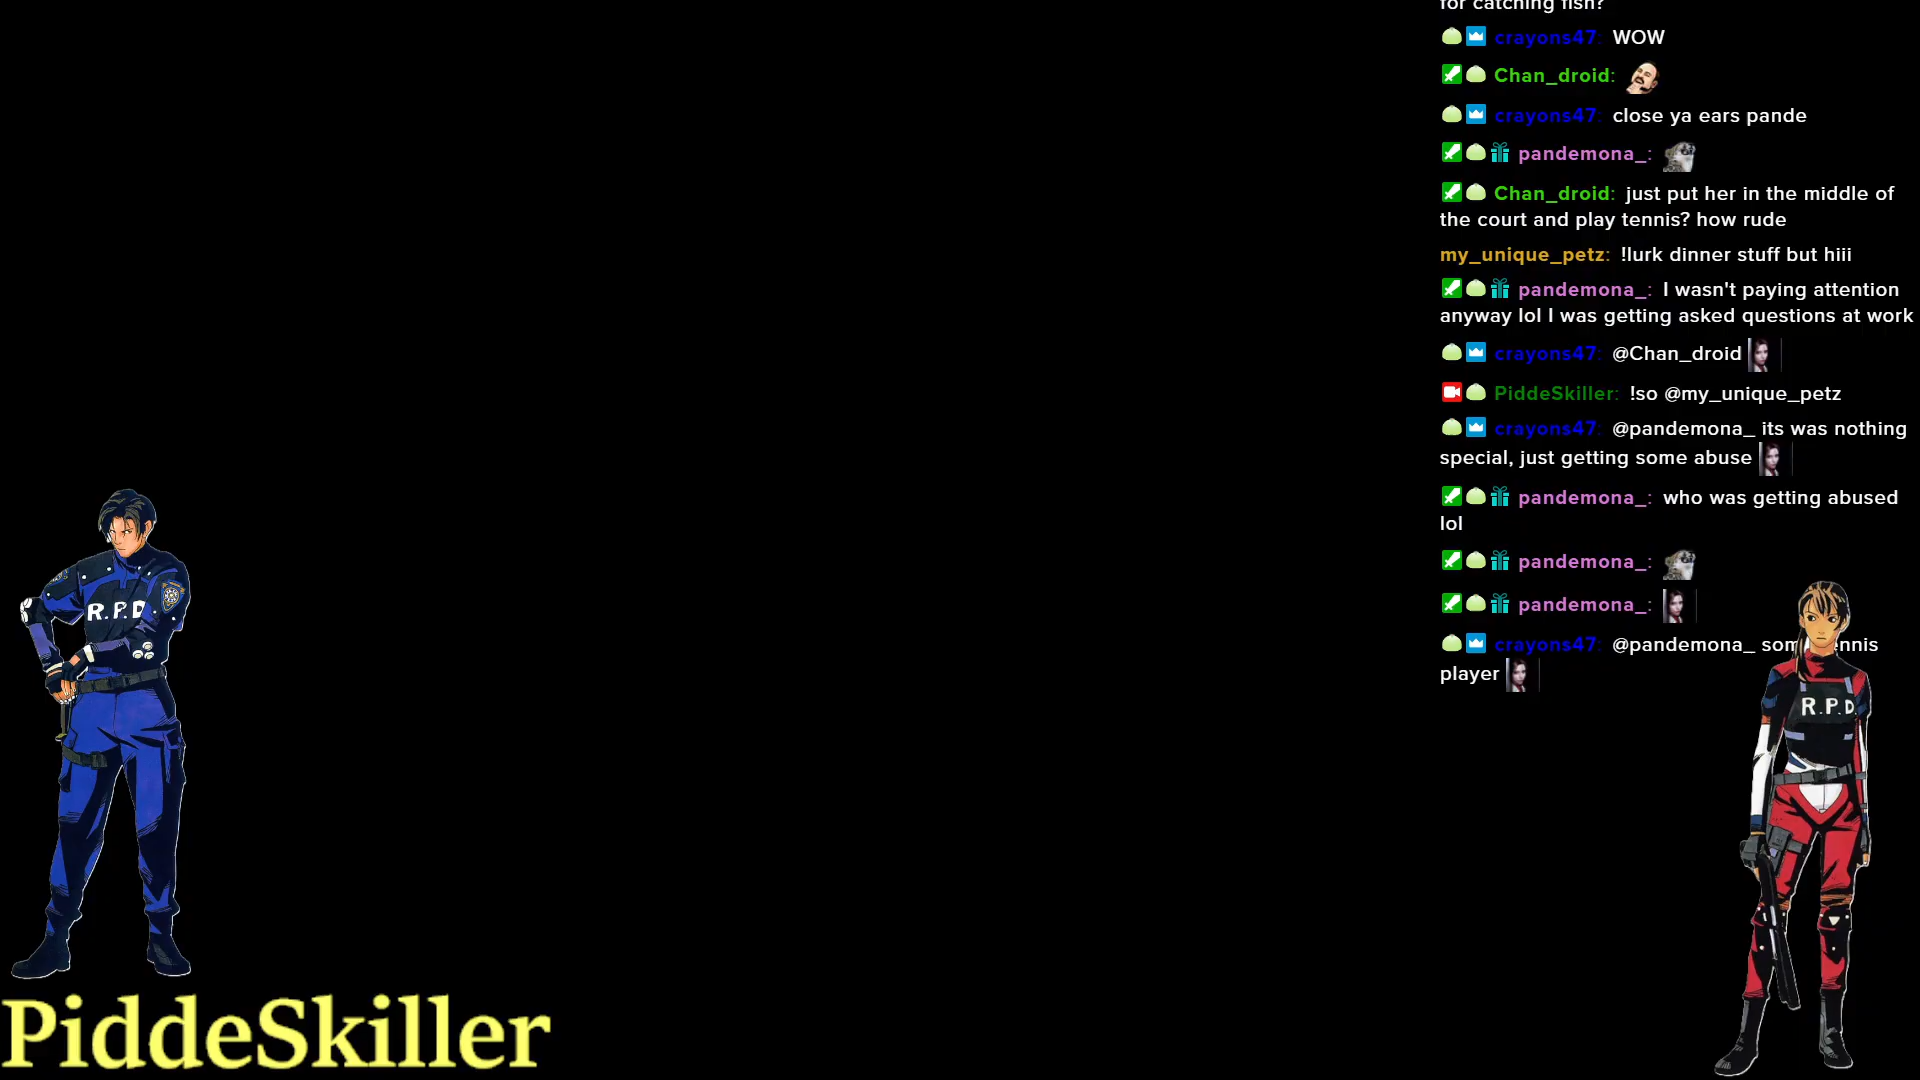 for catching fish?
crayons47: WOW
Chan_droid:
crayons47: close ya ears pande
pandemona_:
Chan_droid: just put her in the middle of
the court and play tennis? how rude
my_unique_petz: !lurk dinner stuff but hiii
pandemona_: I wasn't paying attention
anyway lol I was getting asked questions at work
crayons47: @Chan_droid
PiddeSkiller: !so @my_unique_petz
crayons47: @pandemona_ its was nothing
special, just getting some abuse
pandemona_: who was getting abused
lol
pandemona_:
pandemona_:
crayons47: @pandemona_
player
R.P.D
R.P.D.
PiddeSkiller